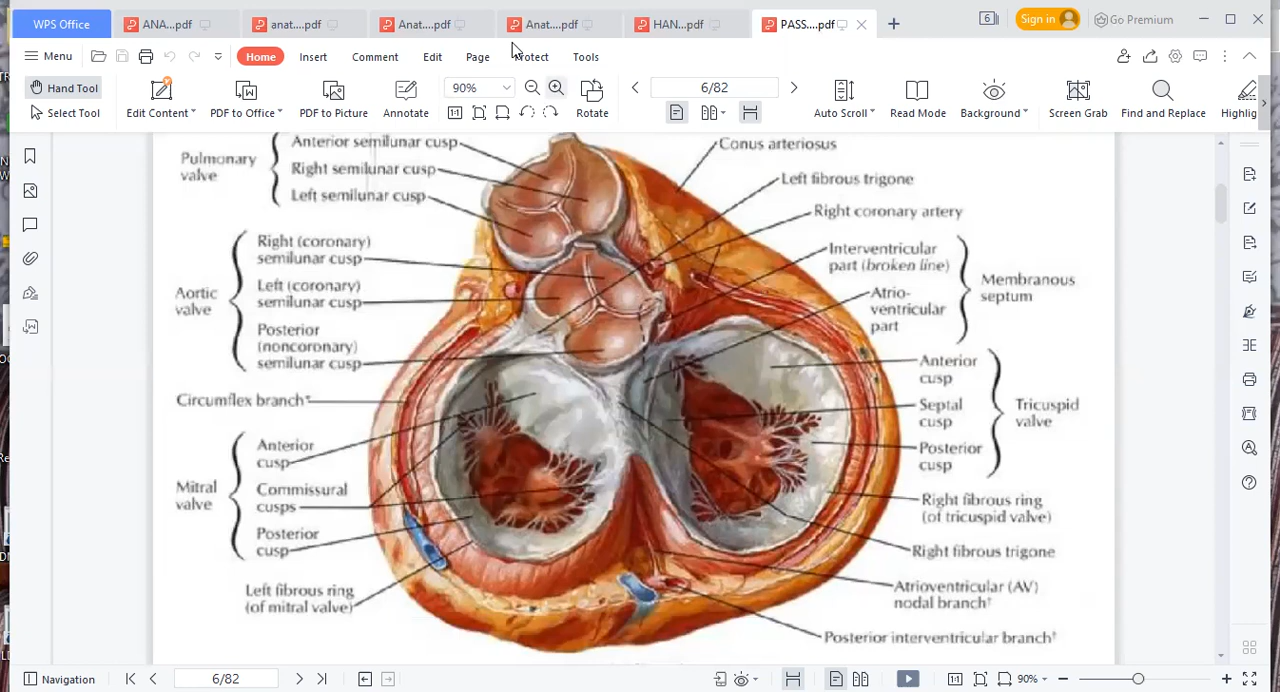 WPS Office
ANA....pdf
anat....pdf
Anat....pdf
Anat....pdf
HAN...pdf
PASS....pdf
6
Sign in
Go Premium
Menu
Home
Insert
Comment
Edit
Page
Protect
Tools
Hand Tool
Select Tool
Edit Content
PDF to Office
PDF to Picture
Annotate
90%
Rotate
6/82
Auto Scroll
Read Mode
Background
Screen Grab
Find and Replace
Highlig
Pulmonary
valve
Anterior semilunar cusp
Right semilunar cusp
Left semilunar cusp
Aortic
valve
Right (coronary)
semilunar cusp
Left (coronary)
semilunar cusp
Posterior
(noncoronary)
semilunar cusp
Circumflex branch*
Mitral
valve
Anterior
cusp
Commissural
cusps
Posterior
cusp
Left fibrous ring
(of mitral valve)
Conus arteriosus
Left fibrous trigone
Right coronary artery
Interventricular
part (broken line)
Atrio-
ventricular
part
Membranous
septum
Anterior
cusp
Septal
cusp
Posterior
cusp
Tricuspid
valve
Right fibrous ring
(of tricuspid valve)
Right fibrous trigone
Atrioventricular (AV)
nodal branch†
Posterior interventricular branch†
Navigation
6/82
90%